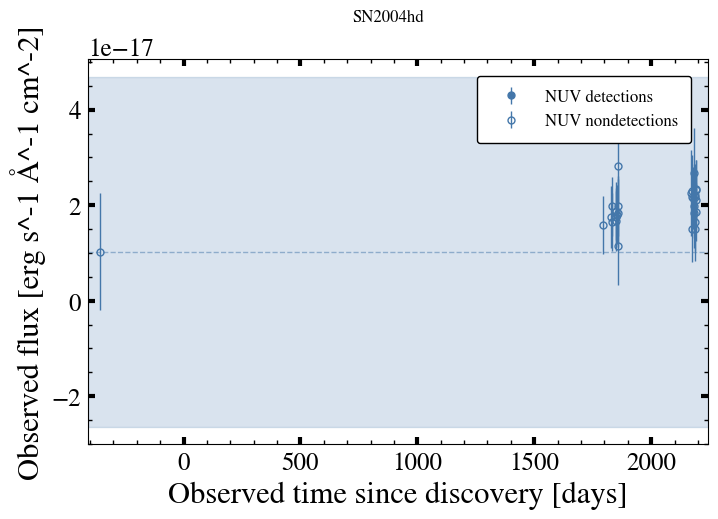 SN2004hd
1e−17
NUV detections
NUV nondetections
4
2
0
−2
Observed flux [erg s^-1 Å^-1 cm^-2]
0 500 1000 1500 2000
Observed time since discovery [days]